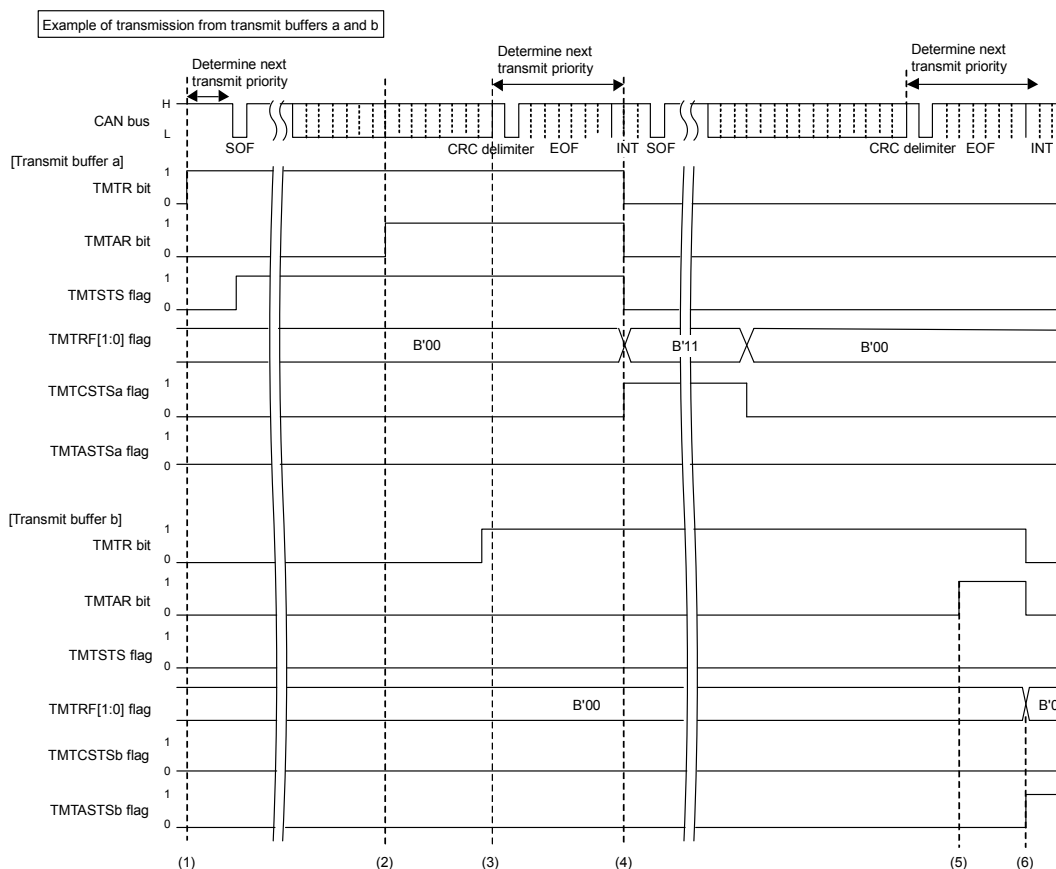 Example of transmission from transmit buffers a and b
Determine next
transmit priority
Determine next
transmit priority
Determine next
transmit priority
H
CAN bus
L
SOF
CRC delimiter
EOF
INT
SOF
CRC delimiter
EOF
INT
[Transmit buffer a]
1
TMTR bit
0
1
TMTAR bit
0
1
TMTSTS flag
0
TMTRF[1:0] flag
B'00
B'11
B'00
1
TMTCSTSa flag
0
1
TMTASTSa flag
0
[Transmit buffer b]
1
TMTR bit
0
1
TMTAR bit
0
1
TMTSTS flag
0
TMTRF[1:0] flag
B'00
1
TMTCSTSb flag
0
1
TMTASTSb flag
0
(1)
(2)
(3)
(4)
(5)
(6)